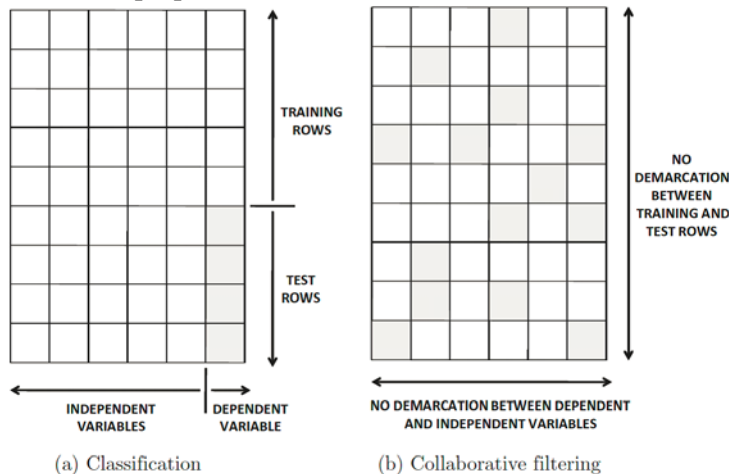 TRAINING
ROWS
TEST
ROWS
INDEPENDENT
VARIABLES
DEPENDENT
VARIABLE
(a) Classification
NO
DEMARCATION
BETWEEN
TRAINING AND
TEST ROWS
NO DEMARCATION BETWEEN DEPENDENT
AND INDEPENDENT VARIABLES
(b) Collaborative filtering